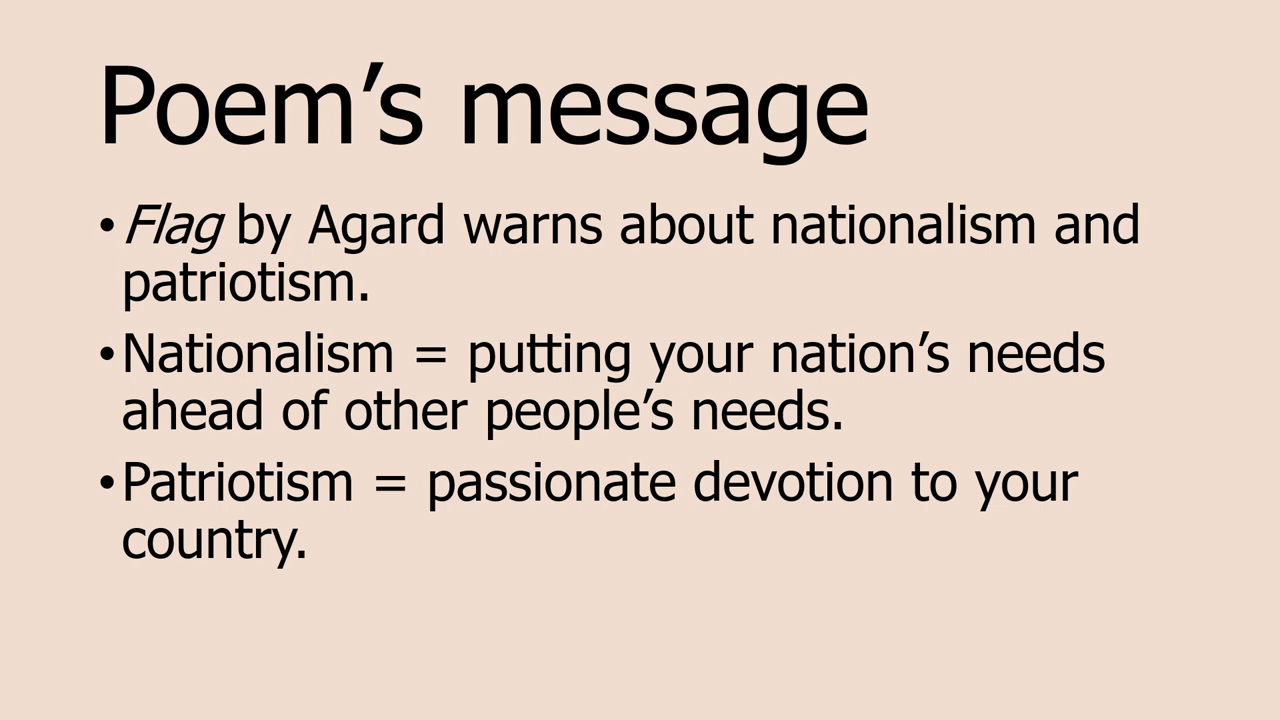 Poem’s message
•Flag by Agard warns about nationalism and
patriotism.
•Nationalism = putting your nation’s needs
ahead of other people’s needs.
•Patriotism = passionate devotion to your
country.